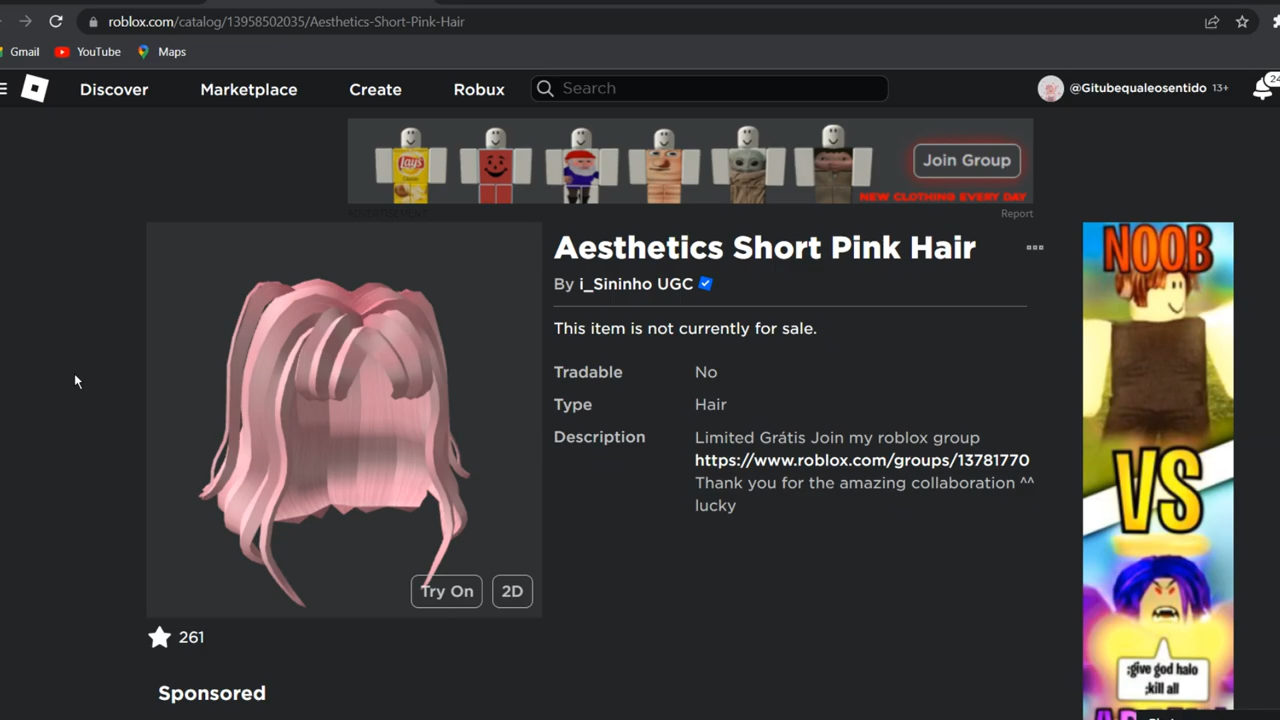 roblox.com/catalog/13958502035/Aesthetics-Short-Pink-Hair
Gmail YouTube Maps
Discover Marketplace Create Robux Search @Gitubequaleosentido 13+ 24
Lays
Join Group
NEW CLOTHING EVERY DAY
ADVERTISEMENT Report
Aesthetics Short Pink Hair
By i_Sininho UGC
This item is not currently for sale.
Tradable No
Type Hair
Description Limited Grátis Join my roblox group
https://www.roblox.com/groups/13781770
Thank you for the amazing collaboration ^^
lucky
Try On 2D
261
Sponsored
NOOB
VS
;give god halo
;kill all